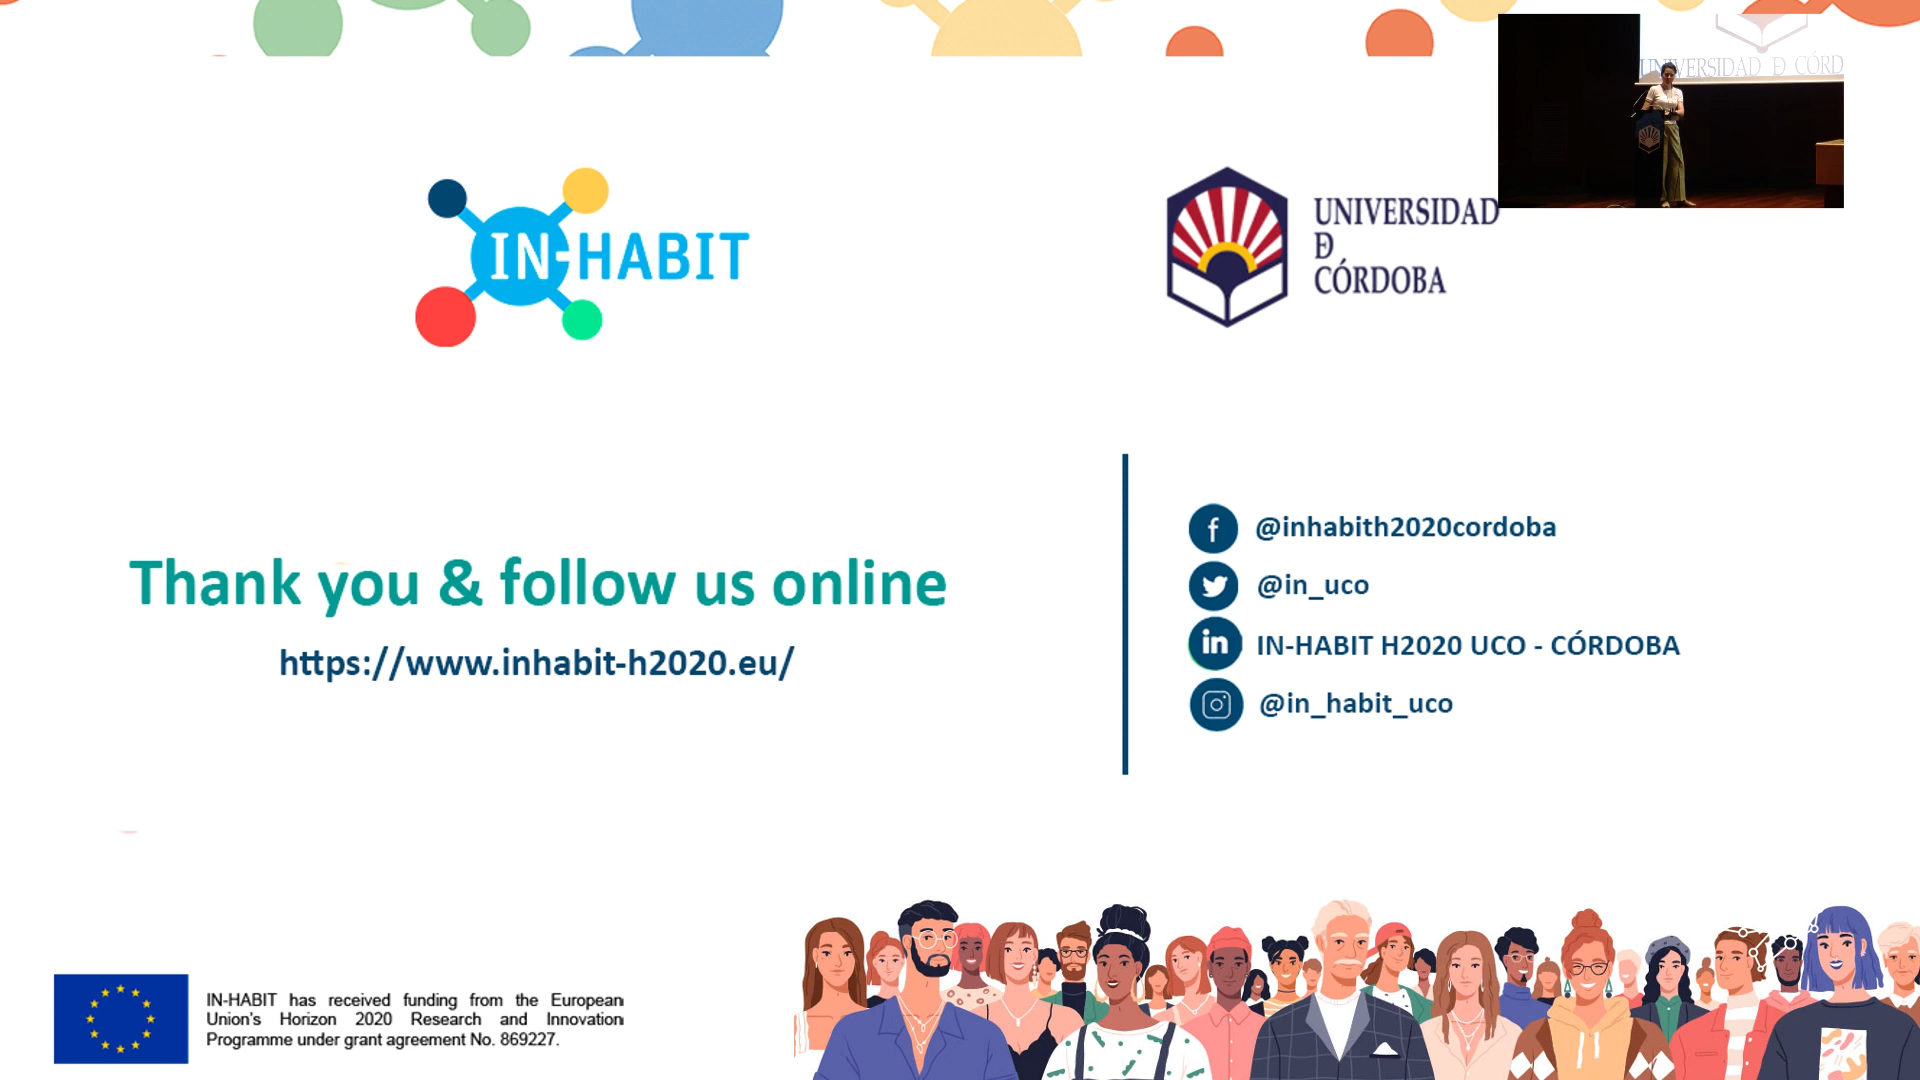 IN-HABIT
UNIVERSIDAD
Ð
CÓRDOBA
UNIVERSIDAD Ð CÓRD
Thank you & follow us online
https://www.inhabit-h2020.eu/
@inhabith2020cordoba
@in_uco
IN-HABIT H2020 UCO - CÓRDOBA
@in_habit_uco
IN-HABIT has received funding from the European
Union's Horizon 2020 Research and Innovation
Programme under grant agreement No. 869227.